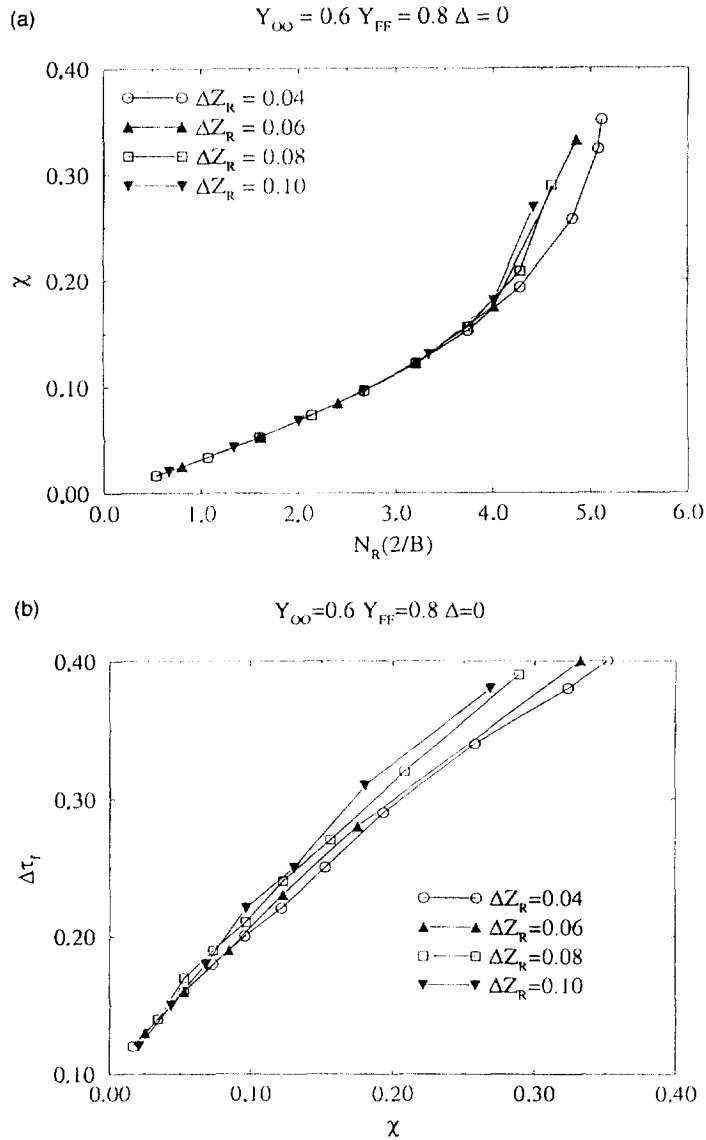 (a)
Y_OO = 0.6 Y_FF = 0.8 Δ = 0
0.40
0.30
χ
0.20
0.10
0.00
ΔZ_R = 0.04
ΔZ_R = 0.06
ΔZ_R = 0.08
ΔZ_R = 0.10
0.0 1.0 2.0 3.0 4.0 5.0 6.0
N_R(2/B)
(b)
Y_OO=0.6 Y_FF=0.8 Δ=0
0.40
0.30
Δτ_f
0.20
0.10
ΔZ_R=0.04
ΔZ_R=0.06
ΔZ_R=0.08
ΔZ_R=0.10
0.00 0.10 0.20 0.30 0.40
χ